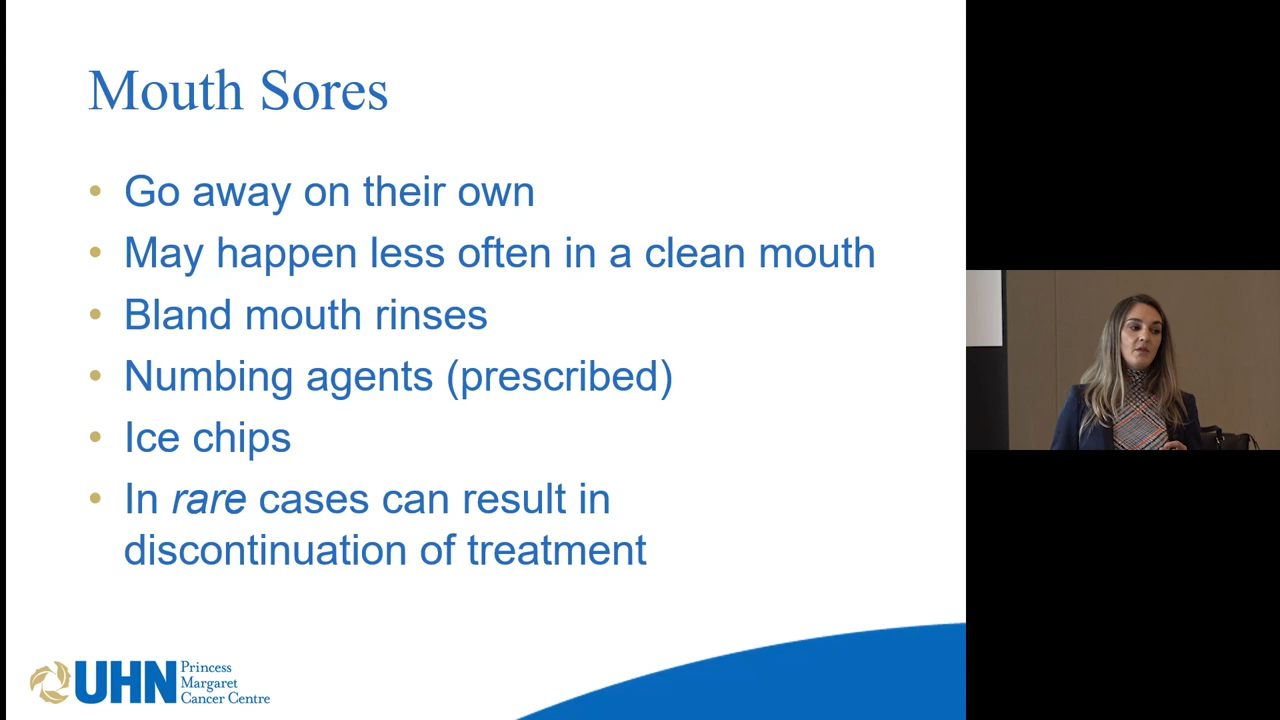 Mouth Sores
• Go away on their own
• May happen less often in a clean mouth
• Bland mouth rinses
• Numbing agents (prescribed)
• Ice chips
• In rare cases can result in
discontinuation of treatment
UHN
Princess
Margaret
Cancer Centre